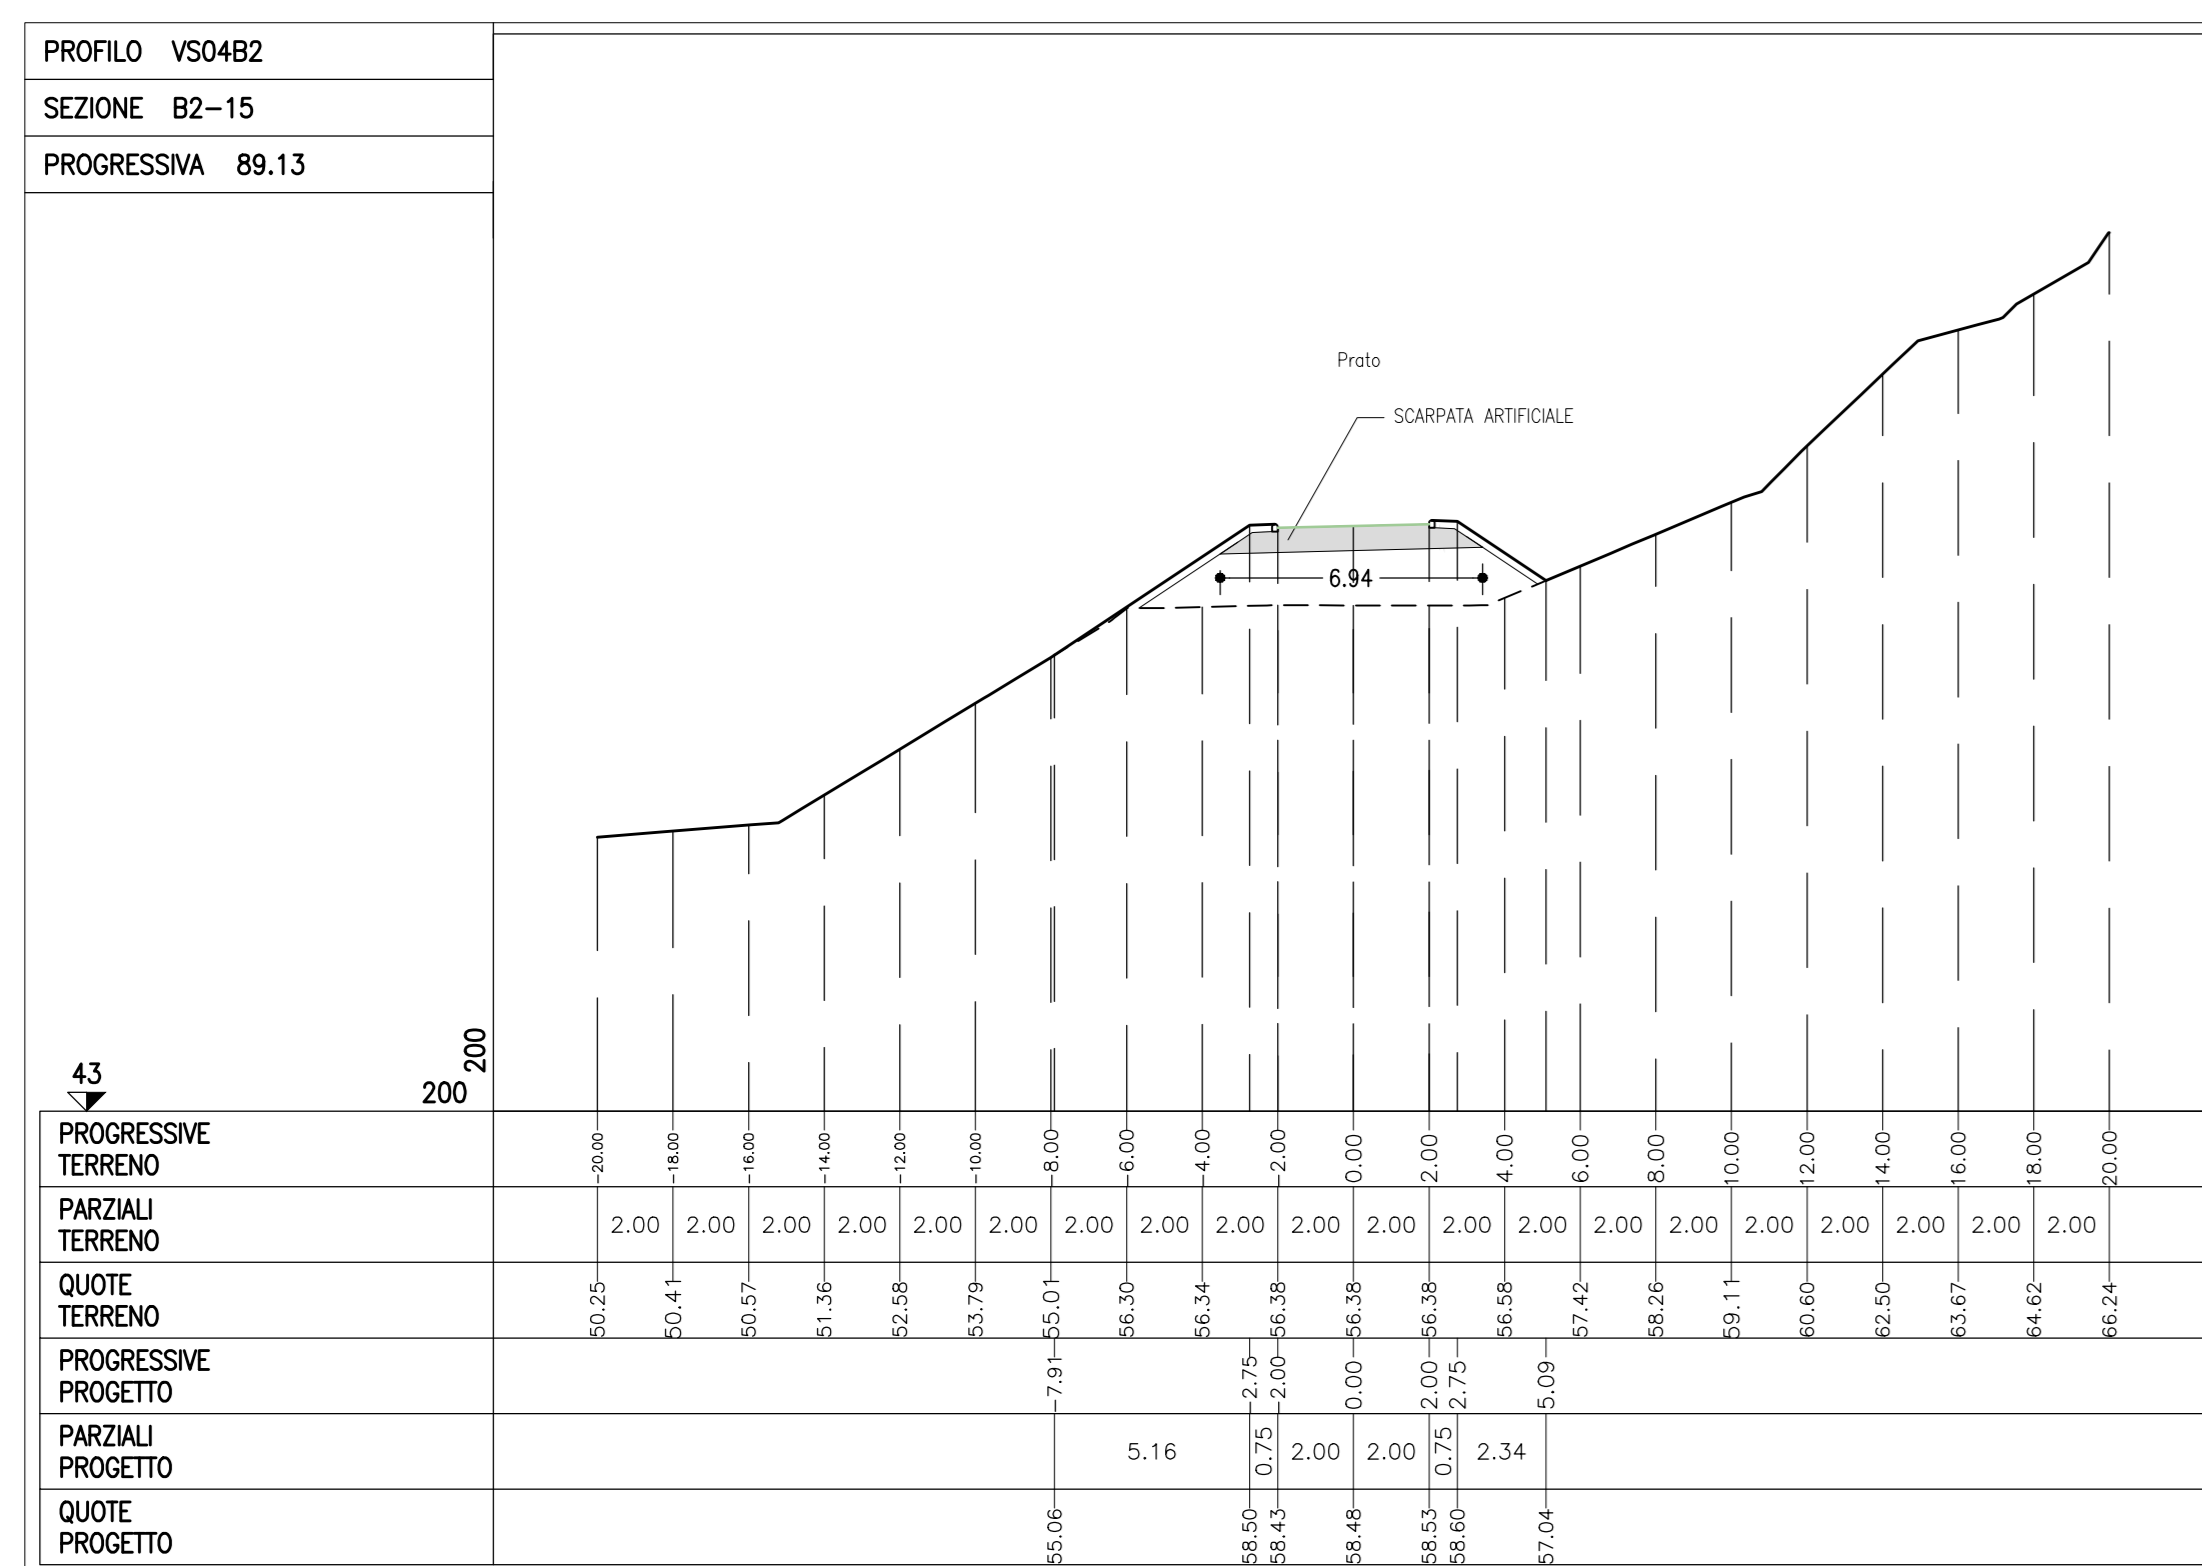 PROFILO VS04B2
SEZIONE B2-15
PROGRESSIVA 89.13
Prato
SCARPATA ARTIFICIALE
6.94
43
200
200
PROGRESSIVE
TERRENO
-20.00 -18.00 -16.00 -14.00 -12.00 -10.00 -8.00 -6.00 -4.00 -2.00 0.00 2.00 4.00 6.00 8.00 10.00 12.00 14.00 16.00 18.00 20.00
PARZIALI
TERRENO
2.00 2.00 2.00 2.00 2.00 2.00 2.00 2.00 2.00 2.00 2.00 2.00 2.00 2.00 2.00 2.00 2.00 2.00 2.00 2.00
QUOTE
TERRENO
50.25 50.41 50.57 51.36 52.58 53.79 55.01 56.30 56.34 56.38 56.38 56.38 56.58 57.42 58.26 59.11 60.60 62.50 63.67 64.62 66.24
PROGRESSIVE
PROGETTO
-7.91 -2.75 -2.00 0.00 2.00 2.75 5.09
PARZIALI
PROGETTO
5.16 0.75 2.00 2.00 0.75 2.34
QUOTE
PROGETTO
55.06 58.50 58.43 58.48 58.53 58.60 57.04